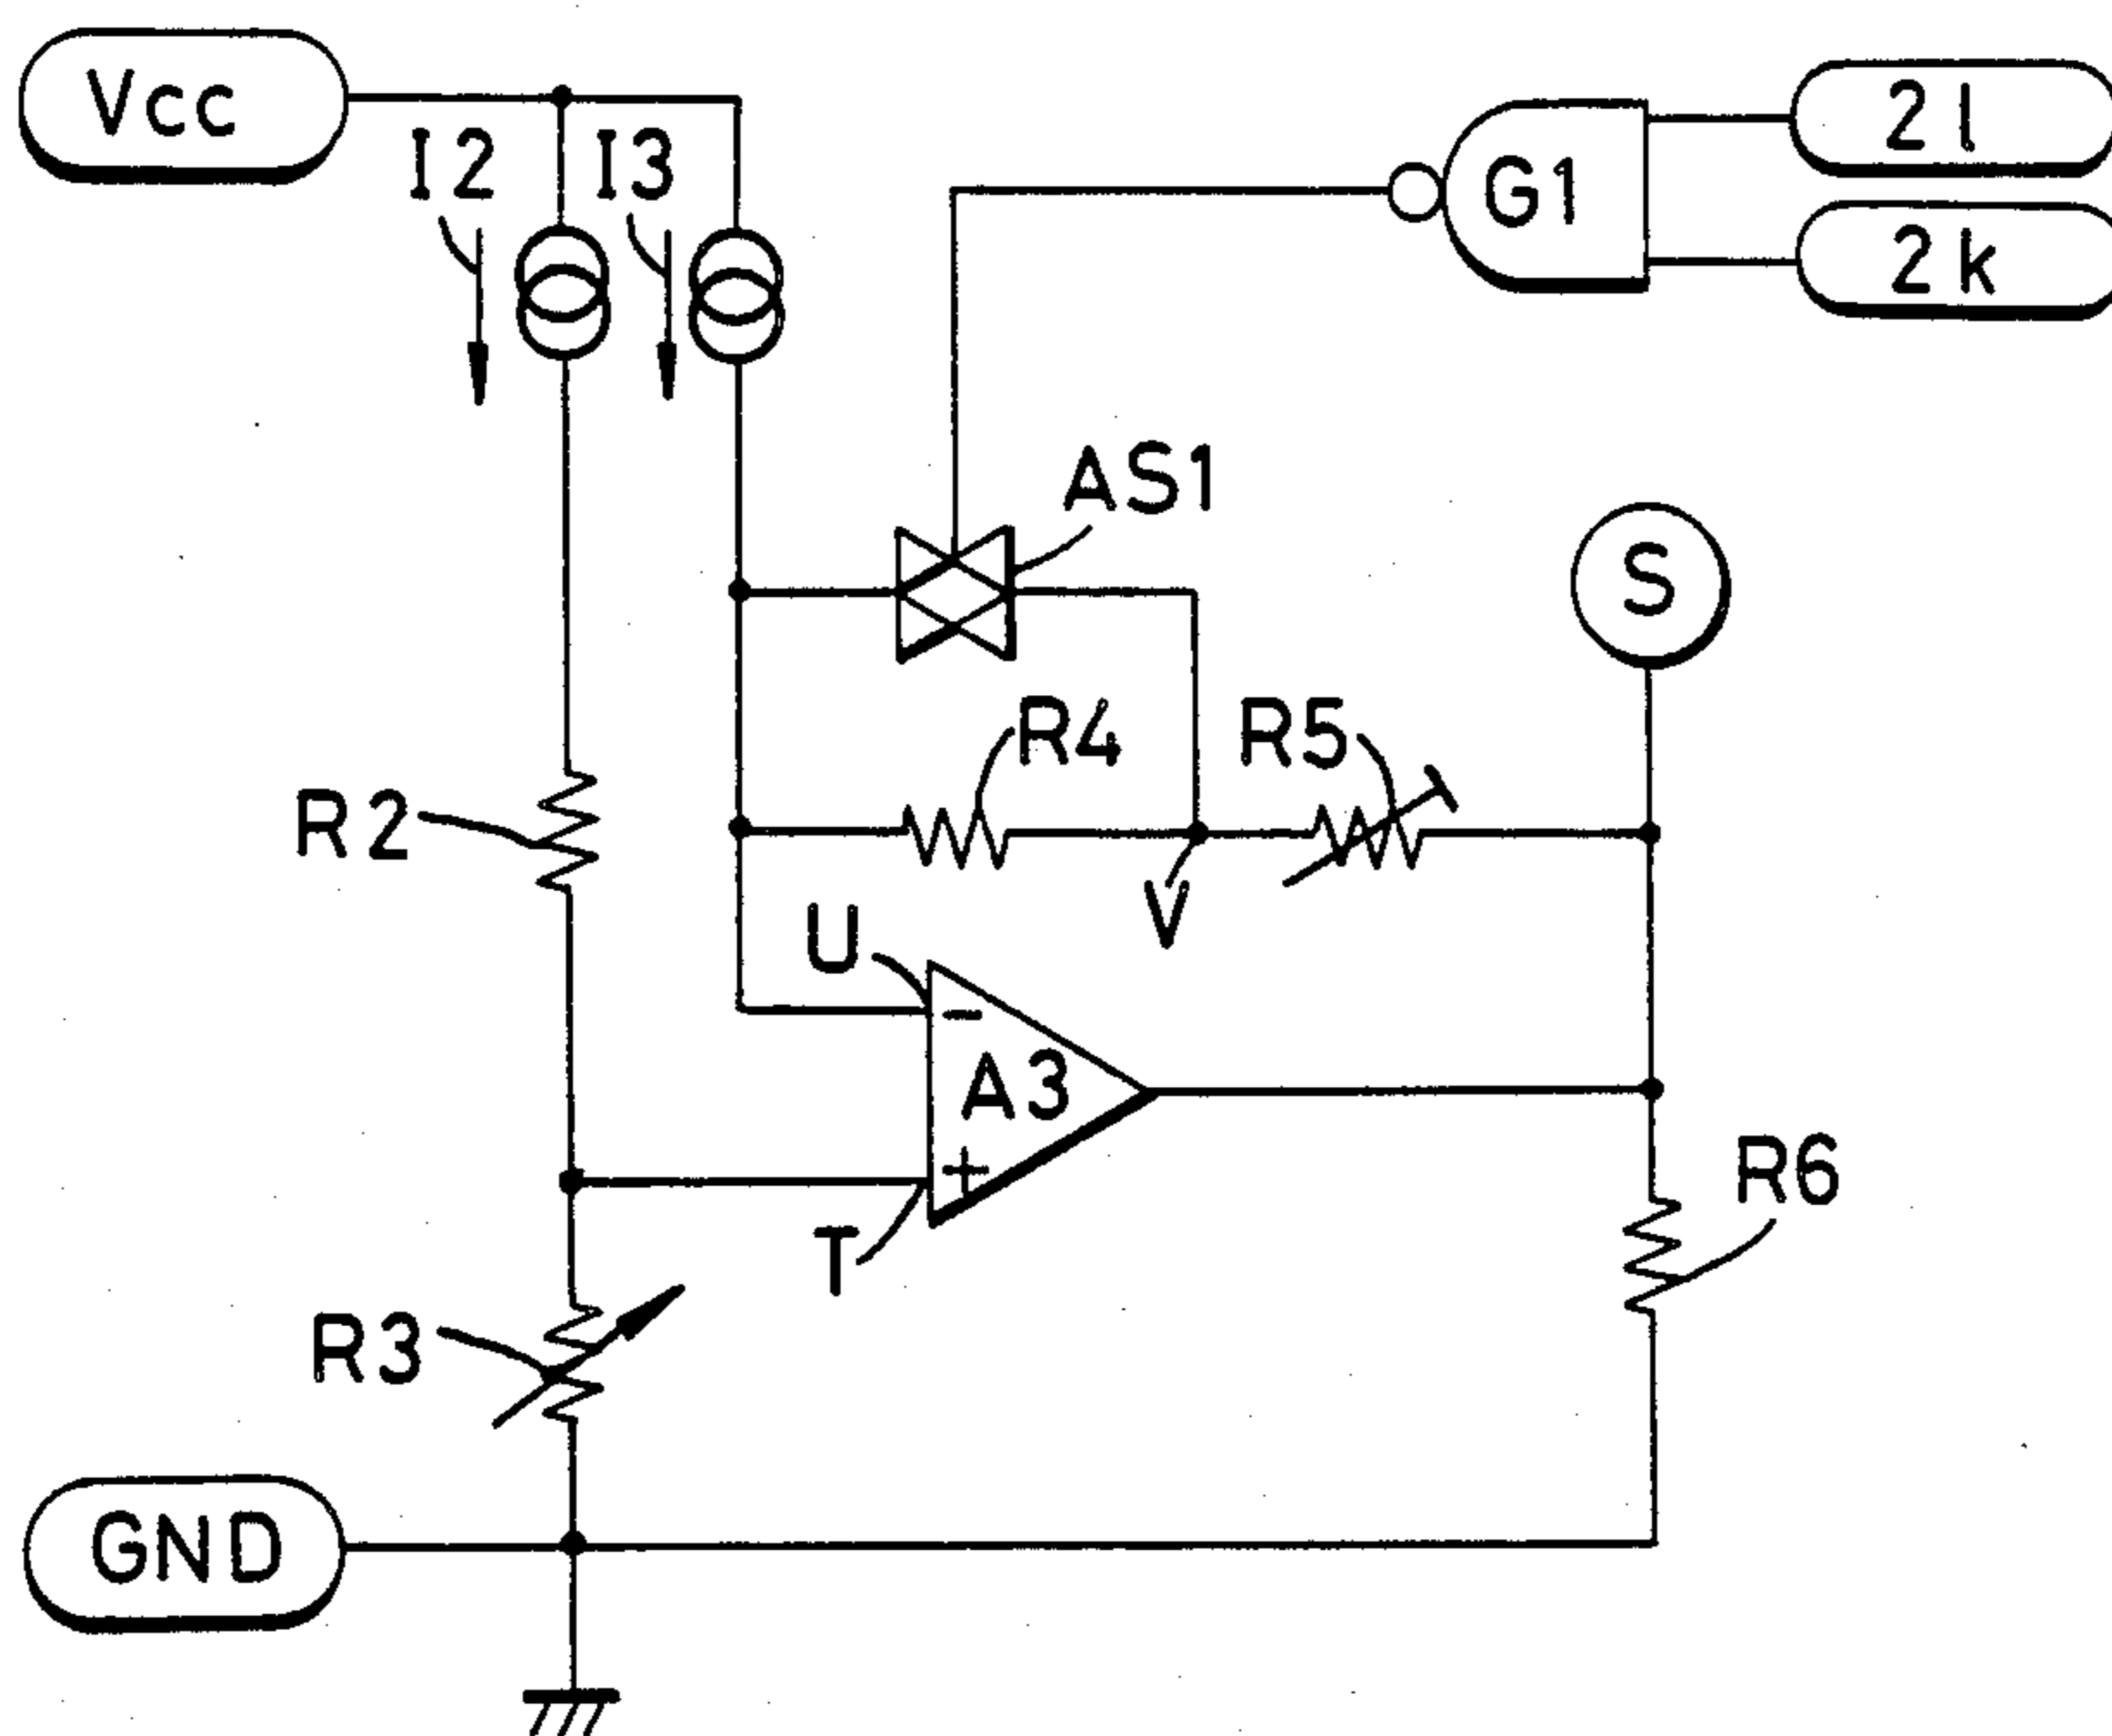 Vcc
I2
I3
G1
2l
2k
AS1
S
R4
R5
R2
V
U
-
A3
+
T
R6
R3
GND